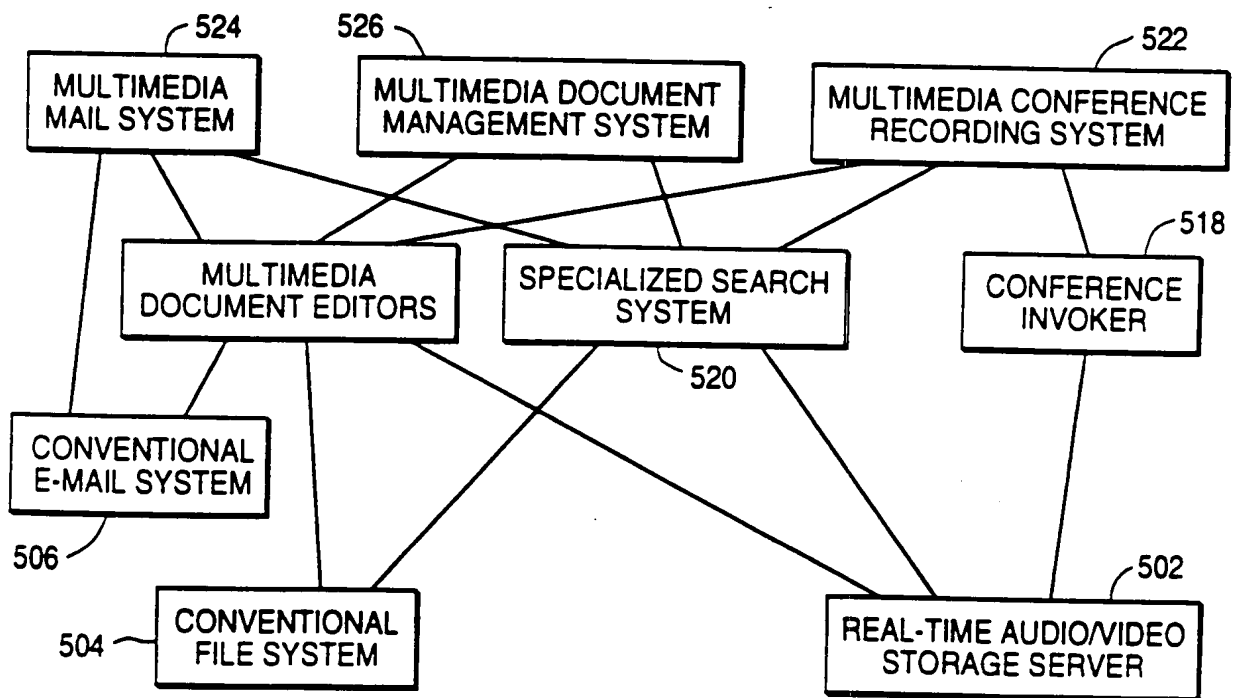 524
526
522
MULTIMEDIA
MAIL SYSTEM
MULTIMEDIA DOCUMENT
MANAGEMENT SYSTEM
MULTIMEDIA CONFERENCE
RECORDING SYSTEM
518
MULTIMEDIA
DOCUMENT EDITORS
SPECIALIZED SEARCH
SYSTEM
CONFERENCE
INVOKER
520
CONVENTIONAL
E-MAIL SYSTEM
506
502
504
CONVENTIONAL
FILE SYSTEM
REAL-TIME AUDIO/VIDEO
STORAGE SERVER